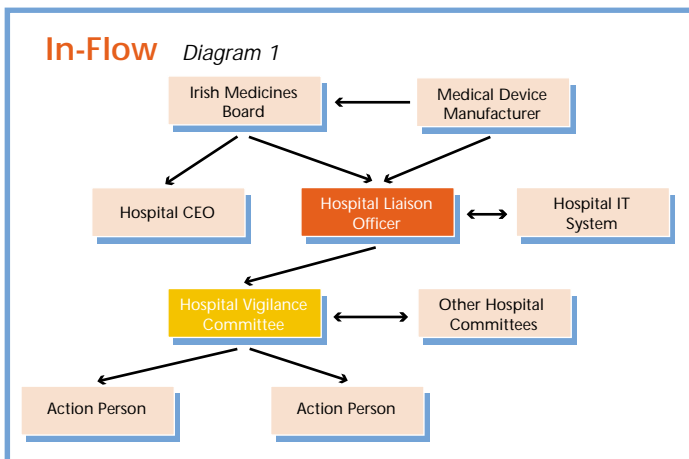 In-Flow Diagram 1
Irish Medicines
Board
Medical Device
Manufacturer
Hospital CEO
Hospital Liaison
Officer
Hospital IT
System
Hospital Vigilance
Committee
Other Hospital
Committees
Action Person
Action Person